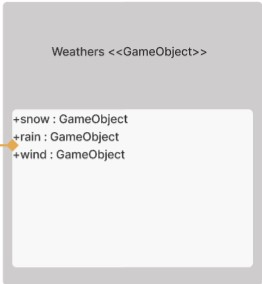 Weathers <<GameObject>>
+snow : GameObject
+rain : GameObject
+wind : GameObject